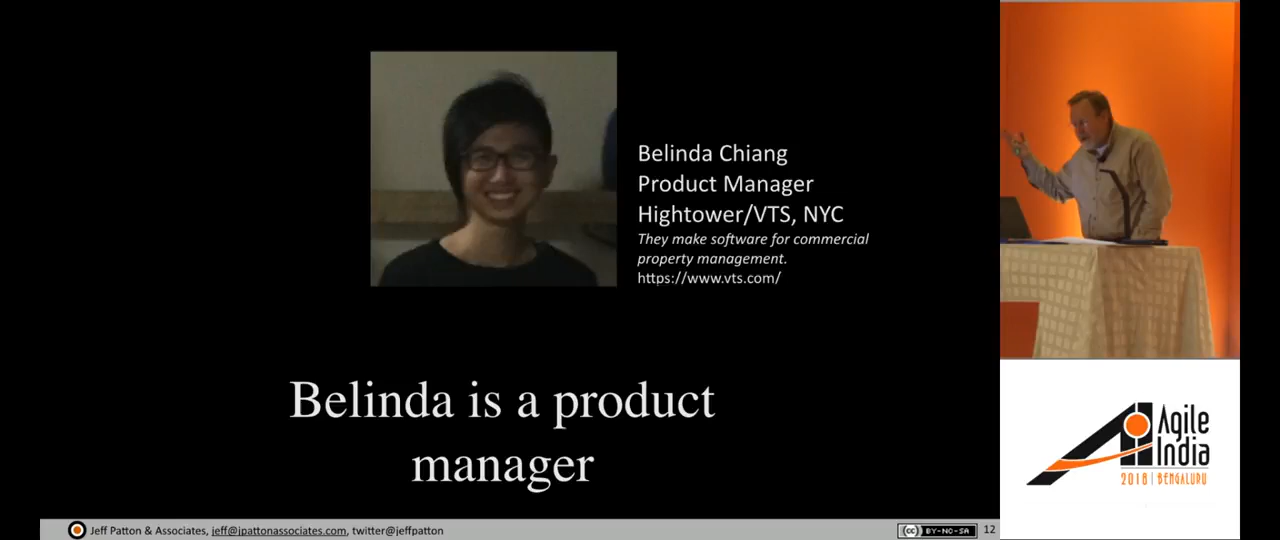 Belinda Chiang
Product Manager
Hightower/VTS, NYC
They make software for commercial
property management.
https://www.vts.com/
Belinda is a product
manager
Jeff Patton & Associates, jeff@jpattonassociates.com, twitter@jeffpatton
cc BY-NC-SA 12
Agile
India
2018 | BENGALURU